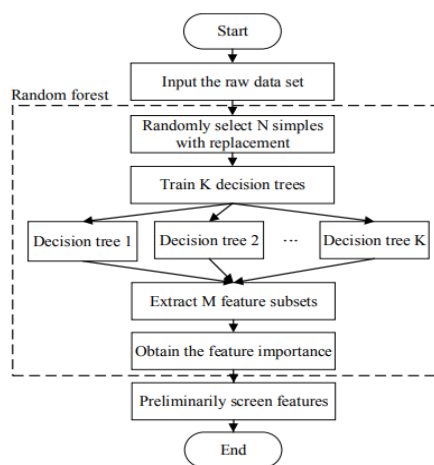 Start
Input the raw data set
Random forest
Randomly select N simples
with replacement
Train K decision trees
Decision tree 1
Decision tree 2
...
Decision tree K
Extract M feature subsets
Obtain the feature importance
Preliminarily screen features
End